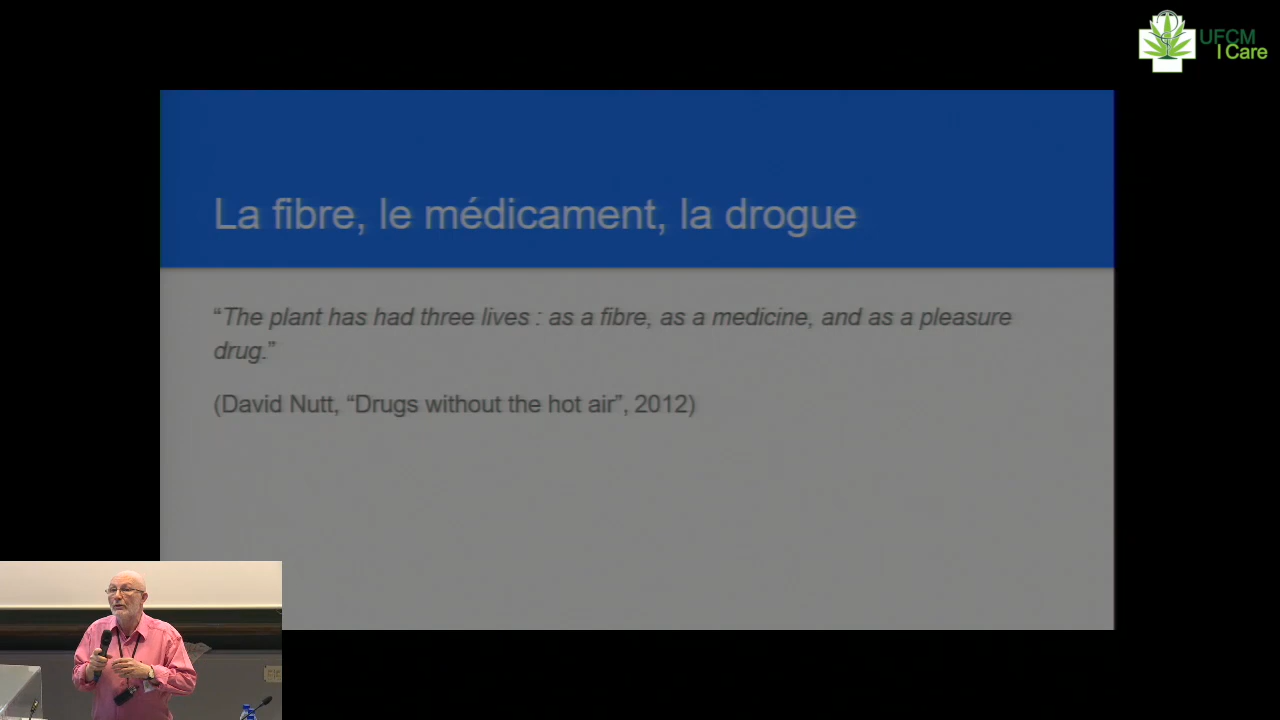 UFCM
I Care
La fibre, le médicament, la drogue
“The plant has had three lives : as a fibre, as a medicine, and as a pleasure
drug.”
(David Nutt, “Drugs without the hot air”, 2012)